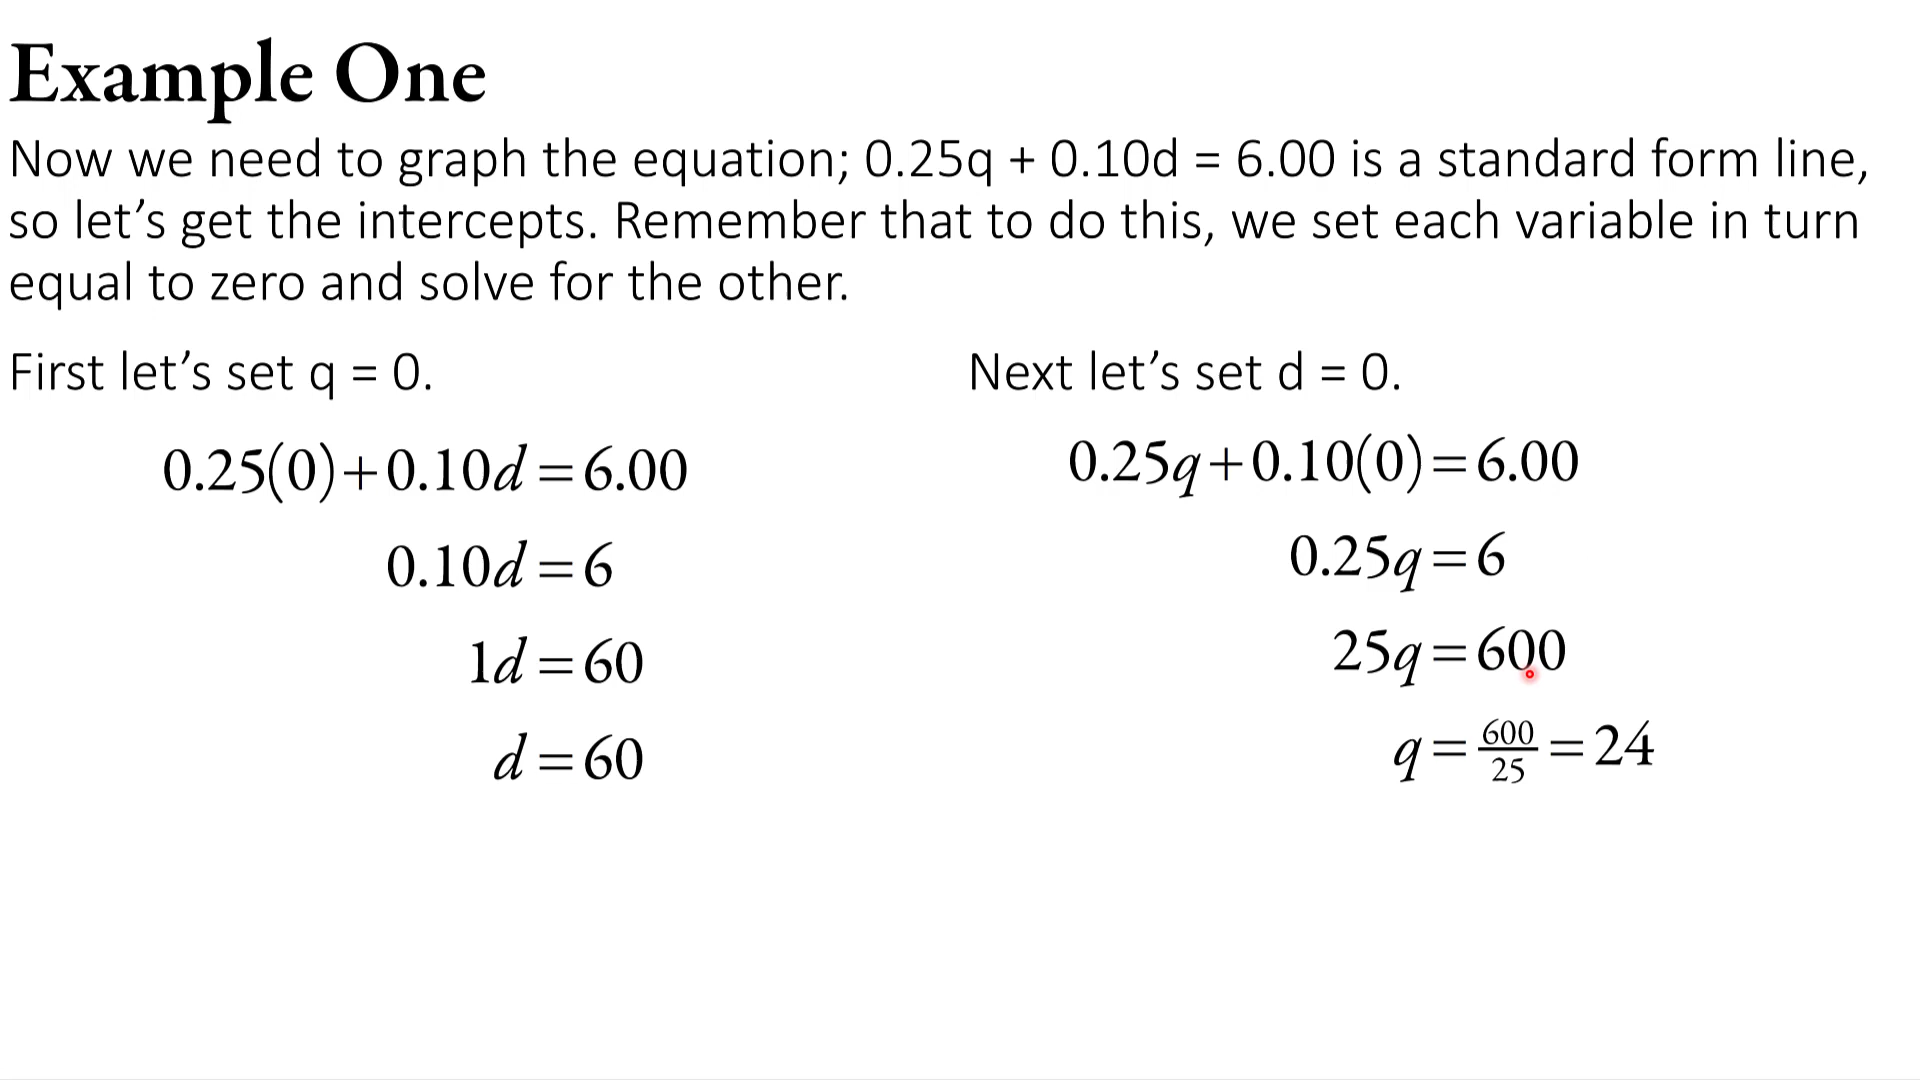 Example One
Now we need to graph the equation; 0.25q + 0.10d = 6.00 is a standard form line,
so let’s get the intercepts. Remember that to do this, we set each variable in turn
equal to zero and solve for the other.
First let’s set q = 0.
0.25(0)+0.10d=6.00
0.10d=6
1d=60
d=60
Next let’s set d = 0.
0.25q+0.10(0)=6.00
0.25q=6
25q=600
q=600/25=24